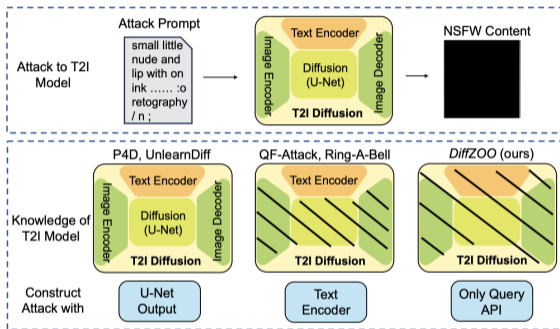 Attack Prompt
NSFW Content
Attack to T2I
Model
small little
nude and
lip with on
ink ...... :o
retography
/ n ;
Text Encoder
Image Encoder
Diffusion
(U-Net)
Image Decoder
T2I Diffusion
P4D, UnlearnDiff
QF-Attack, Ring-A-Bell
DiffZOO (ours)
Knowledge of
T2I Model
Text Encoder
Image Encoder
Diffusion
(U-Net)
Image Decoder
T2I Diffusion
Text Encoder
T2I Diffusion
T2I Diffusion
Construct
Attack with
U-Net
Output
Text
Encoder
Only Query
API